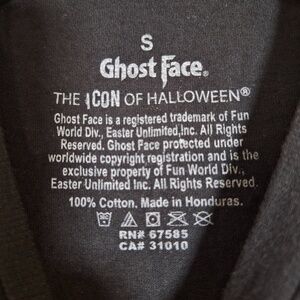 S
Ghost Face®
THE ICON OF HALLOWEEN®
Ghost Face is a registered trademark of Fun
World Div., Easter Unlimited,Inc. All Rights
Reserved. Ghost Face protected under
worldwide copyright registration and is the
exclusive property of Fun World Div.,
Easter Unlimited Inc. All Rights Reserved.
100% Cotton. Made in Honduras.
RN# 67585
CA# 31010